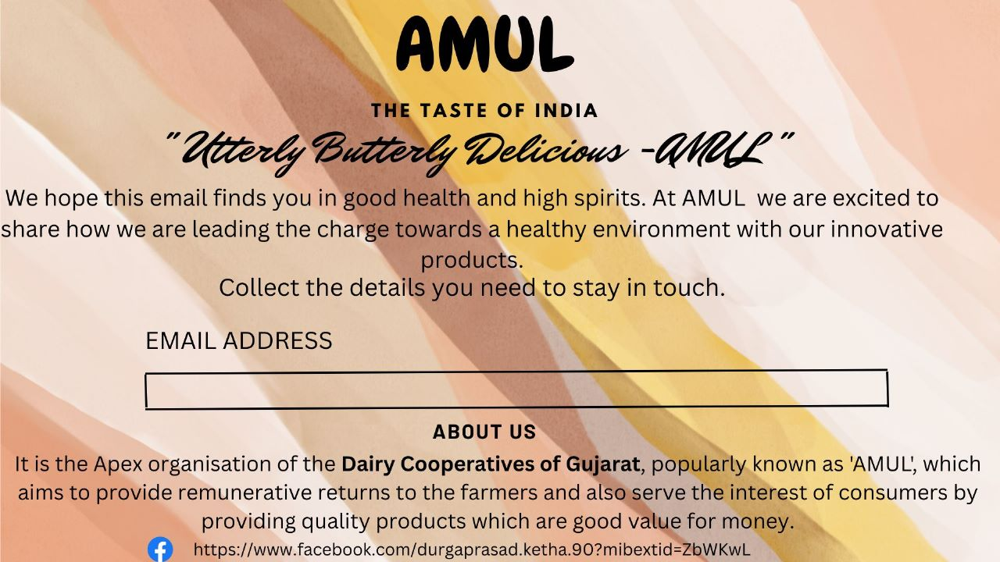 AMUL
THE TASTE OF INDIA
"Utterly Butterly Delicious -AMUL"
We hope this email finds you in good health and high spirits. At AMUL we are excited to
share how we are leading the charge towards a healthy environment with our innovative
products.
Collect the details you need to stay in touch.
EMAIL ADDRESS
ABOUT US
It is the Apex organisation of the Dairy Cooperatives of Gujarat, popularly known as 'AMUL', which
aims to provide remunerative returns to the farmers and also serve the interest of consumers by
providing quality products which are good value for money.
https://www.facebook.com/durgaprasad.ketha.90?mibextid=ZbWKwL